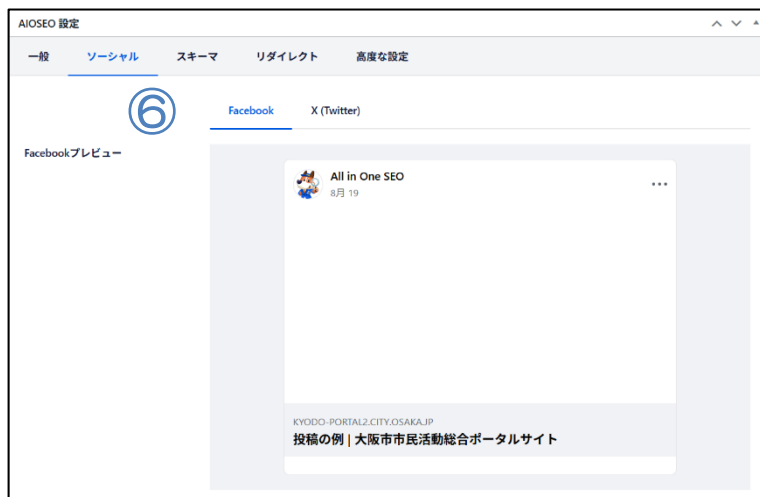 AIOSEO 設定
一般 ソーシャル スキーマ リダイレクト 高度な設定
⑥
Facebook X (Twitter)
Facebookプレビュー
All in One SEO
8月 19
KYODO-PORTAL2.CITY.OSAKA.JP
投稿の例 | 大阪市市民活動総合ポータルサイト